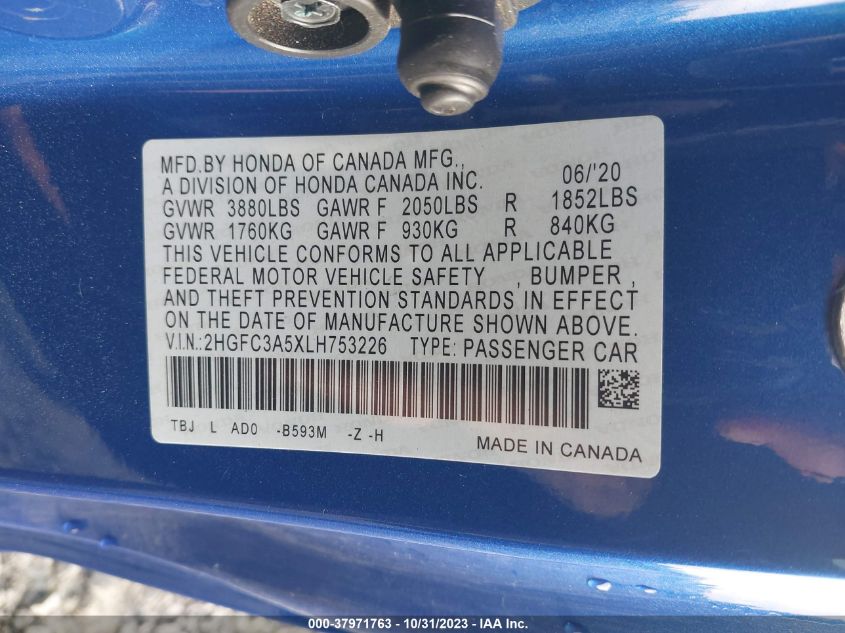 MFD.BY HONDA OF CANADA MFG.,
A DIVISION OF HONDA CANADA INC. 06/'20
GVWR 3880LBS GAWR F 2050LBS R 1852LBS
GVWR 1760KG GAWR F 930KG R 840KG
THIS VEHICLE CONFORMS TO ALL APPLICABLE
FEDERAL MOTOR VEHICLE SAFETY , BUMPER ,
AND THEFT PREVENTION STANDARDS IN EFFECT
ON THE DATE OF MANUFACTURE SHOWN ABOVE.
V.I.N.:2HGFC3A5XLH753226 TYPE: PASSENGER CAR
TBJ L AD0 -B593M -Z -H
MADE IN CANADA
000-37971763 - 10/31/2023 - IAA Inc.